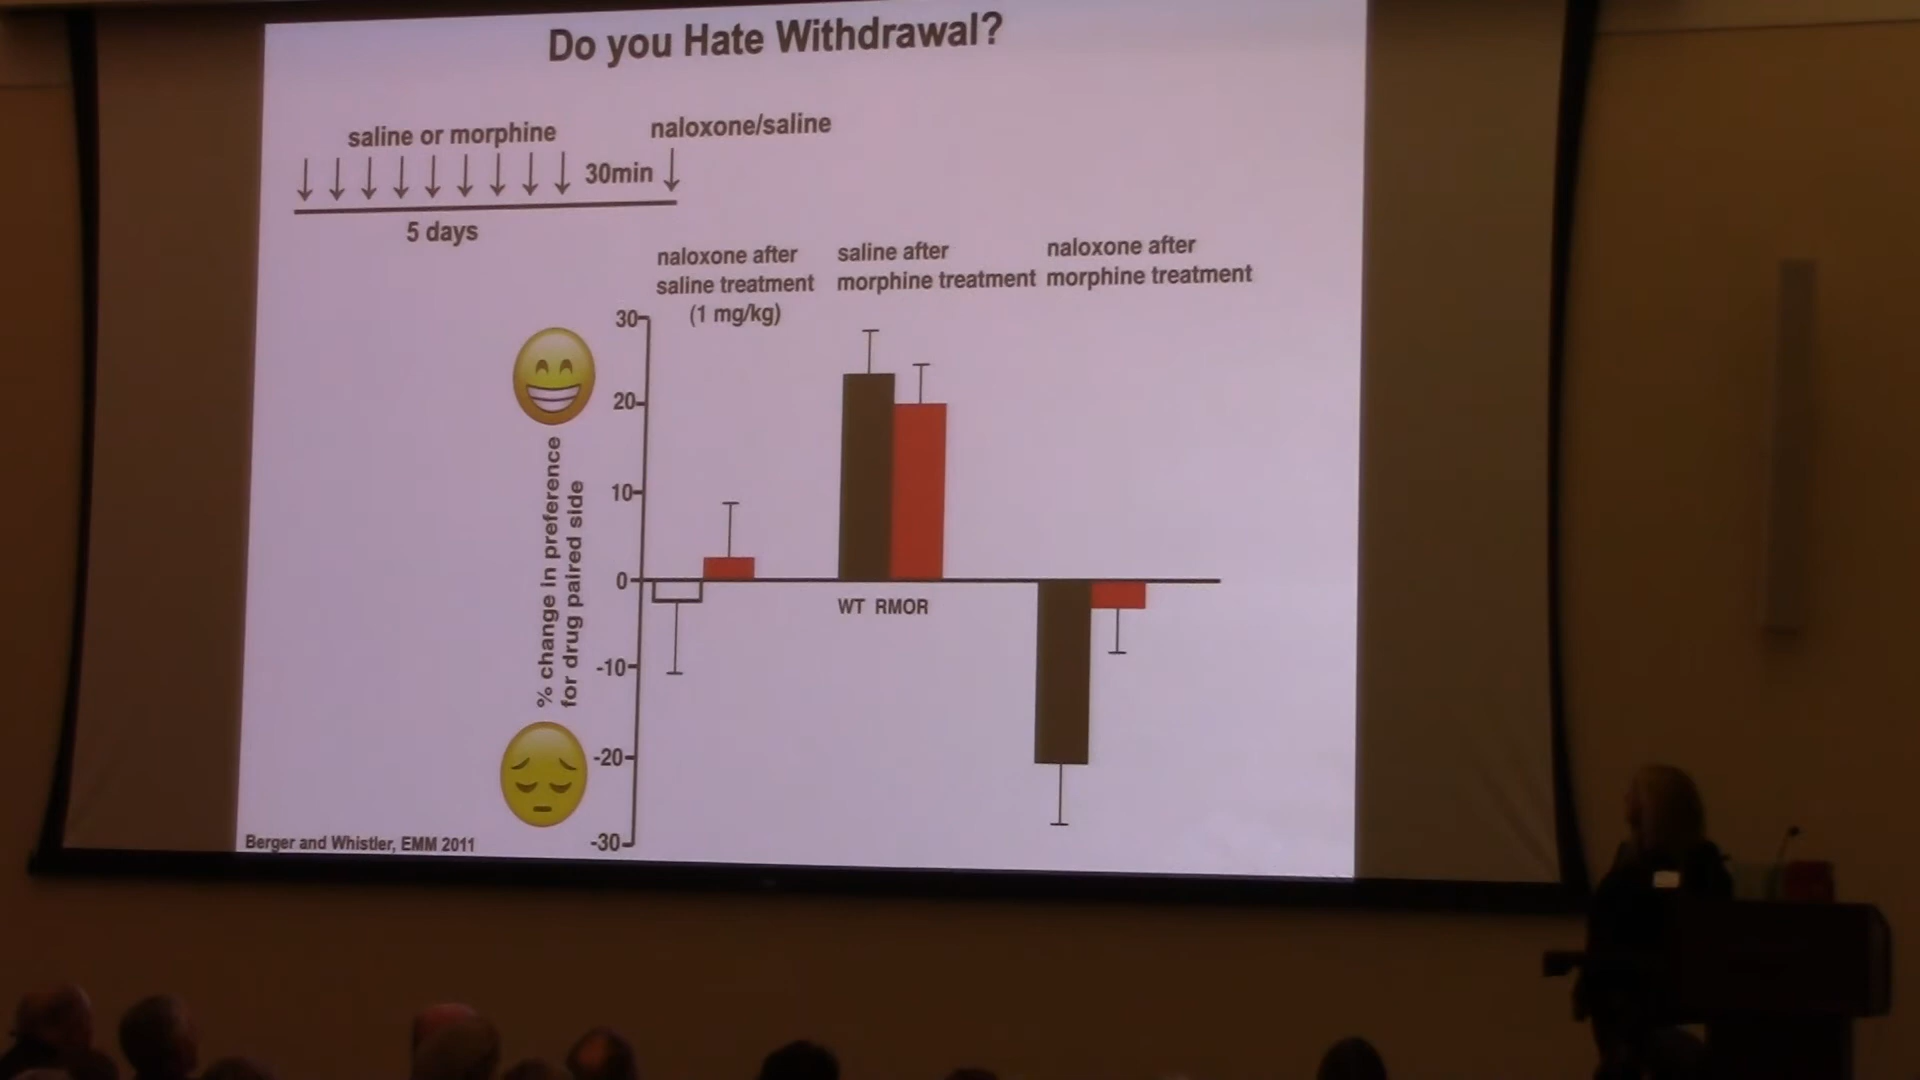 Do you Hate Withdrawal?
saline or morphine
naloxone/saline
30min
5 days
naloxone after
saline treatment
(1 mg/kg)
saline after
morphine treatment
naloxone after
morphine treatment
30
20
10
0
-10
-20
-30
% change in preference
for drug paired side
WT RMOR
Berger and Whistler, EMM 2011